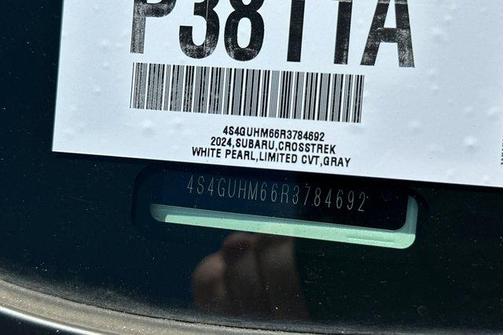 P3811A
4S4GUHM66R3784692
2024,SUBARU,CROSSTREK
WHITE PEARL,LIMITED CVT,GRAY
4S4GUHM66R3784692